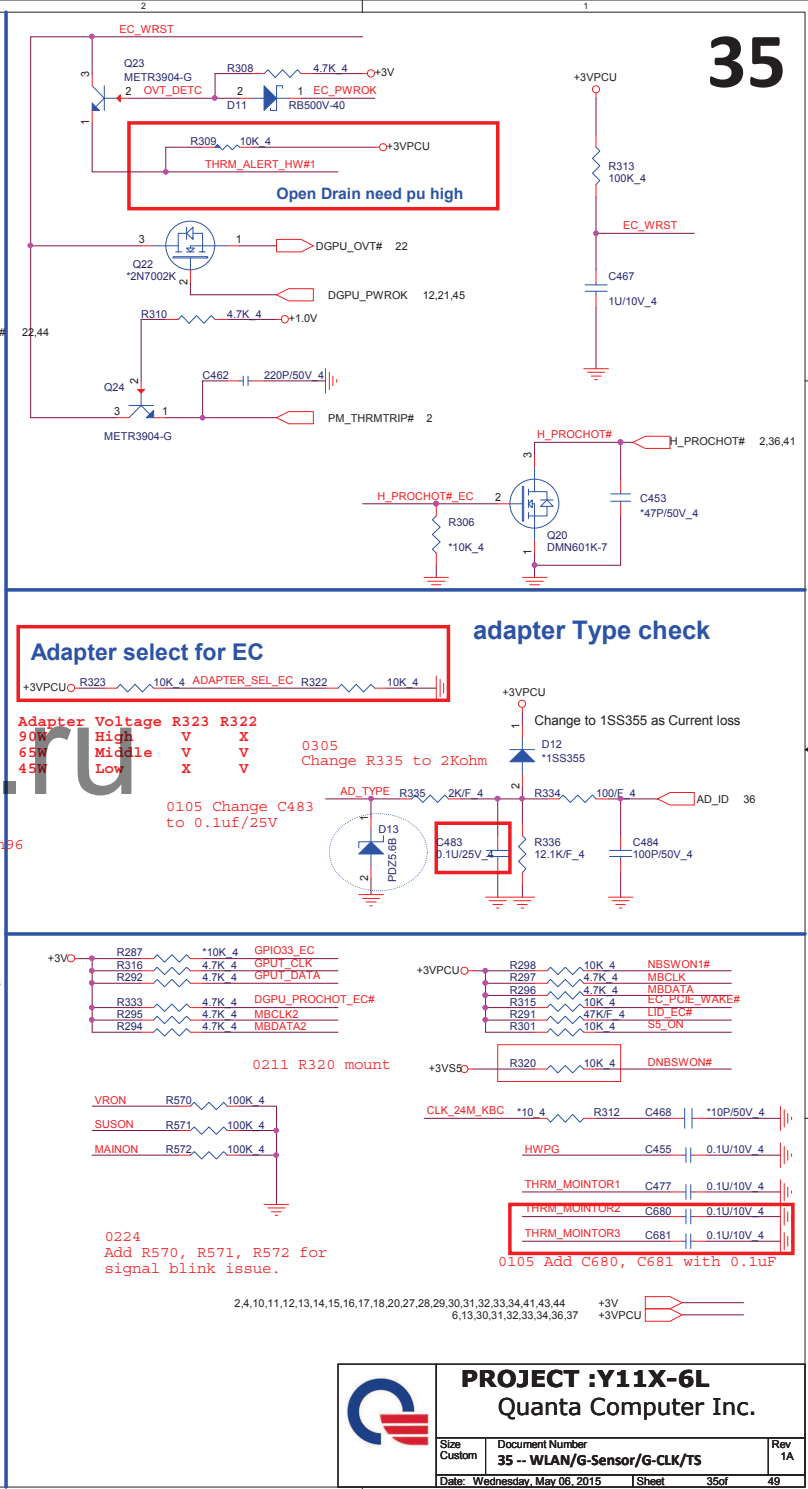 2
1
35
EC_WRST
Q23
METR3904-G
3
2
1
OVT_DETC
R308
4.7K_4
+3V
2
D11
1
RB500V-40
EC_PWROK
R309
10K_4
+3VPCU
THRM_ALERT_HW#1
Open Drain need pu high
+3VPCU
R313
100K_4
EC_WRST
C467
1U/10V_4
3
1
2
Q22
*2N7002K
DGPU_OVT#
22
DGPU_PWROK
12,21,45
R310
4.7K_4
+1.0V
#
22,44
Q24
2
3
1
METR3904-G
C462
220P/50V_4
PM_THRMTRIP#
2
H_PROCHOT#
H_PROCHOT#
2,36,41
3
H_PROCHOT#_EC
2
1
R306
*10K_4
Q20
DMN601K-7
C453
*47P/50V_4
Adapter select for EC
+3VPCU
R323
10K_4
ADAPTER_SEL_EC
R322
10K_4
adapter Type check
Adapter Voltage R323 R322
90W High V X
65W Middle V V
45W Low X V
.ru
0305
Change R335 to 2Kohm
0105 Change C483
to 0.1uf/25V
96
+3VPCU
Change to 1SS355 as Current loss
1
D12
*1SS355
2
AD_TYPE
R335
2K/F_4
R334
100/F_4
AD_ID
36
1
D13
PDZ5.6B
2
C483
0.1U/25V_4
R336
12.1K/F_4
C484
100P/50V_4
+3V
R287
*10K_4
GPIO33_EC
R316
4.7K_4
GPUT_CLK
R292
4.7K_4
GPUT_DATA
R333
4.7K_4
DGPU_PROCHOT_EC#
R295
4.7K_4
MBCLK2
R294
4.7K_4
MBDATA2
+3VPCU
R298
10K_4
NBSWON1#
R297
4.7K_4
MBCLK
R296
4.7K_4
MBDATA
R315
10K_4
EC_PCIE_WAKE#
R291
47K/F_4
LID_EC#
R301
10K_4
S5_ON
0211 R320 mount
+3VS5
R320
10K_4
DNBSWON#
VRON
R570
100K_4
SUSON
R571
100K_4
MAINON
R572
100K_4
CLK_24M_KBC
*10_4
R312
C468
*10P/50V_4
HWPG
C455
0.1U/10V_4
THRM_MOINTOR1
C477
0.1U/10V_4
THRM_MOINTOR2
C680
0.1U/10V_4
THRM_MOINTOR3
C681
0.1U/10V_4
0224
Add R570, R571, R572 for
signal blink issue.
0105 Add C680, C681 with 0.1uF
2,4,10,11,12,13,14,15,16,17,18,20,27,28,29,30,31,32,33,34,41,43,44
+3V
6,13,30,31,32,33,34,36,37
+3VPCU
PROJECT :Y11X-6L
Quanta Computer Inc.
Size
Custom
Document Number
35 -- WLAN/G-Sensor/G-CLK/TS
Rev
1A
Date: Wednesday, May 06, 2015
Sheet
35of
49